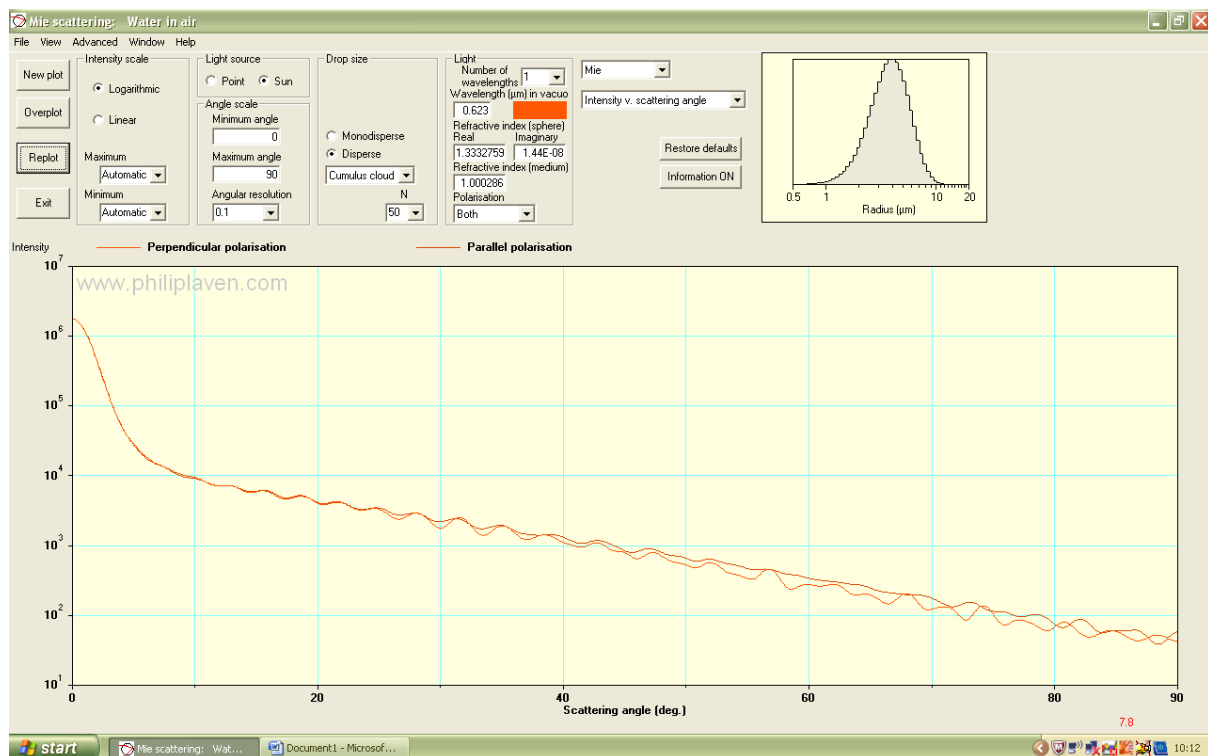 Mie scattering: Water in air
File View Advanced Window Help
New plot
Overplot
Replot
Exit
Intensity scale
Logarithmic
Linear
Maximum
Automatic
Minimum
Automatic
Light source
Point Sun
Angle scale
Minimum angle
0
Maximum angle
90
Angular resolution
0.1
Drop size
Monodisperse
Disperse
Cumulus cloud
N
50
Light
Number of
wavelengths 1
Wavelength (µm) in vacuo
0.623
Refractive index (sphere)
Real Imaginary
1.3332759 1.44E-08
Refractive index (medium)
1.000286
Polarisation
Both
Mie
Intensity v. scattering angle
Restore defaults
Information ON
0.5 1 10 20
Radius (µm)
Intensity Perpendicular polarisation Parallel polarisation
www.philiplaven.com
10^7
10^6
10^5
10^4
10^3
10^2
10^1
0 20 40 60 80 90
Scattering angle (deg.)
7.8
start Mie scattering: Wat... Document1 - Microsof... 10:12